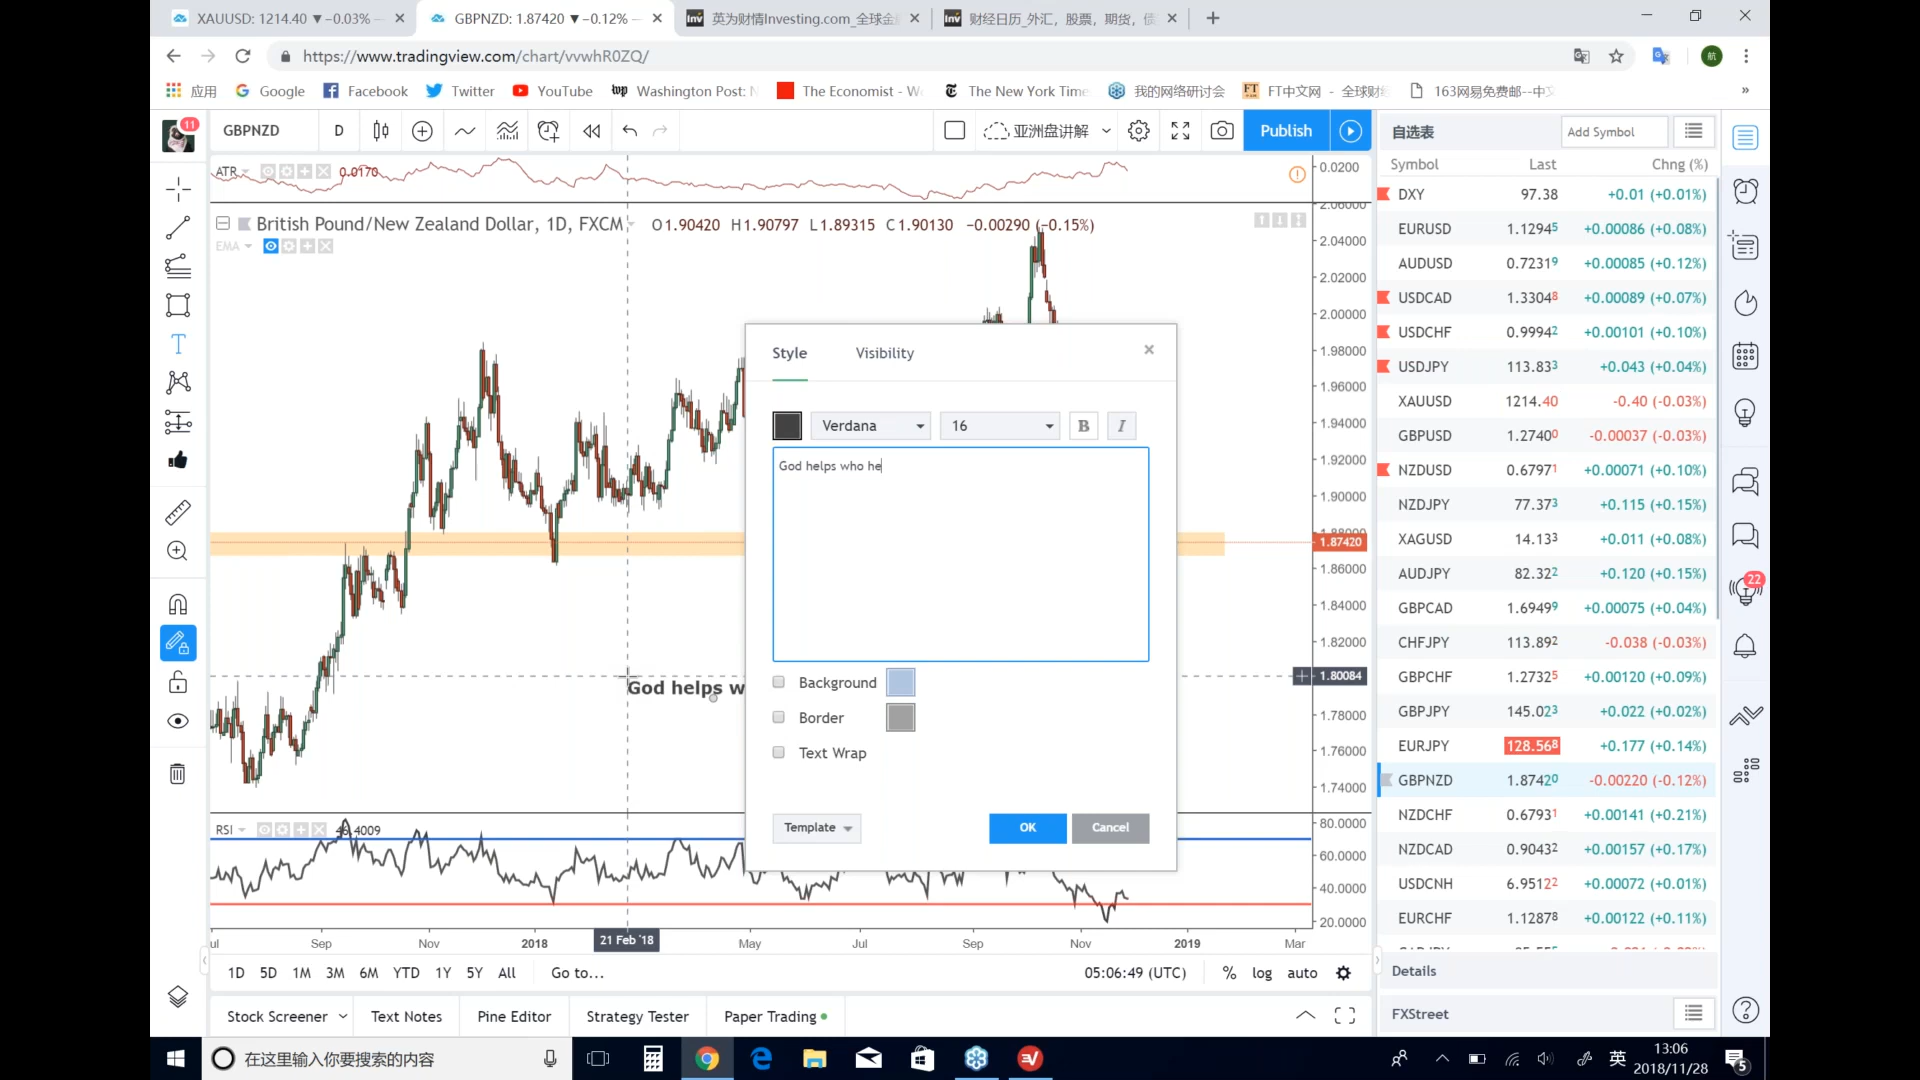 XAUUSD: 1214.40 ▼ −0.03% —
GBPNZD: 1.87420 ▼ −0.12% —
英为财情Investing.com_全球金
财经日历_外汇，股票，期货，债
https://www.tradingview.com/chart/vvwhR0ZQ/
航
应用
Google
Facebook
Twitter
YouTube
Washington Post: N
The Economist - W
The New York Time
我的网络研讨会
FT中文网 - 全球财经
163网易免费邮--中文
11
GBPNZD
D
亚洲盘讲解
Publish
自选表
Add Symbol
ATR
0.0170
British Pound/New Zealand Dollar, 1D, FXCM
O1.90420 H1.90797 L1.89315 C1.90130 −0.00290 (−0.15%)
EMA
0.0200
2.06000
2.04000
2.02000
2.00000
1.98000
1.96000
1.94000
1.92000
1.90000
1.88000
1.87420
1.86000
1.84000
1.82000
1.80084
1.78000
1.76000
1.74000
80.0000
60.0000
40.0000
20.0000
Style
Visibility
Verdana
16
B
I
God helps who he
Background
Border
Text Wrap
Template
OK
Cancel
God helps w
RSI
46.4009
ul
Sep
Nov
2018
21 Feb '18
May
Jul
Sep
Nov
2019
Mar
1D 5D 1M 3M 6M YTD 1Y 5Y All
Go to...
05:06:49 (UTC)
% log auto
Stock Screener
Text Notes
Pine Editor
Strategy Tester
Paper Trading
Symbol Last Chng (%)
DXY 97.38 +0.01 (+0.01%)
EURUSD 1.12945 +0.00086 (+0.08%)
AUDUSD 0.72319 +0.00085 (+0.12%)
USDCAD 1.33048 +0.00089 (+0.07%)
USDCHF 0.99942 +0.00101 (+0.10%)
USDJPY 113.833 +0.043 (+0.04%)
XAUUSD 1214.40 -0.40 (-0.03%)
GBPUSD 1.27400 -0.00037 (-0.03%)
NZDUSD 0.67971 +0.00071 (+0.10%)
NZDJPY 77.373 +0.115 (+0.15%)
XAGUSD 14.133 +0.011 (+0.08%)
AUDJPY 82.322 +0.120 (+0.15%)
GBPCAD 1.69499 +0.00075 (+0.04%)
CHFJPY 113.892 -0.038 (-0.03%)
GBPCHF 1.27325 +0.00120 (+0.09%)
GBPJPY 145.023 +0.022 (+0.02%)
EURJPY 128.568 +0.177 (+0.14%)
GBPNZD 1.87420 -0.00220 (-0.12%)
NZDCHF 0.67931 +0.00141 (+0.21%)
NZDCAD 0.90432 +0.00157 (+0.17%)
USDCNH 6.95122 +0.00072 (+0.01%)
EURCHF 1.12878 +0.00122 (+0.11%)
Details
FXStreet
22
在这里输入你要搜索的内容
英
13:06
2018/11/28
5